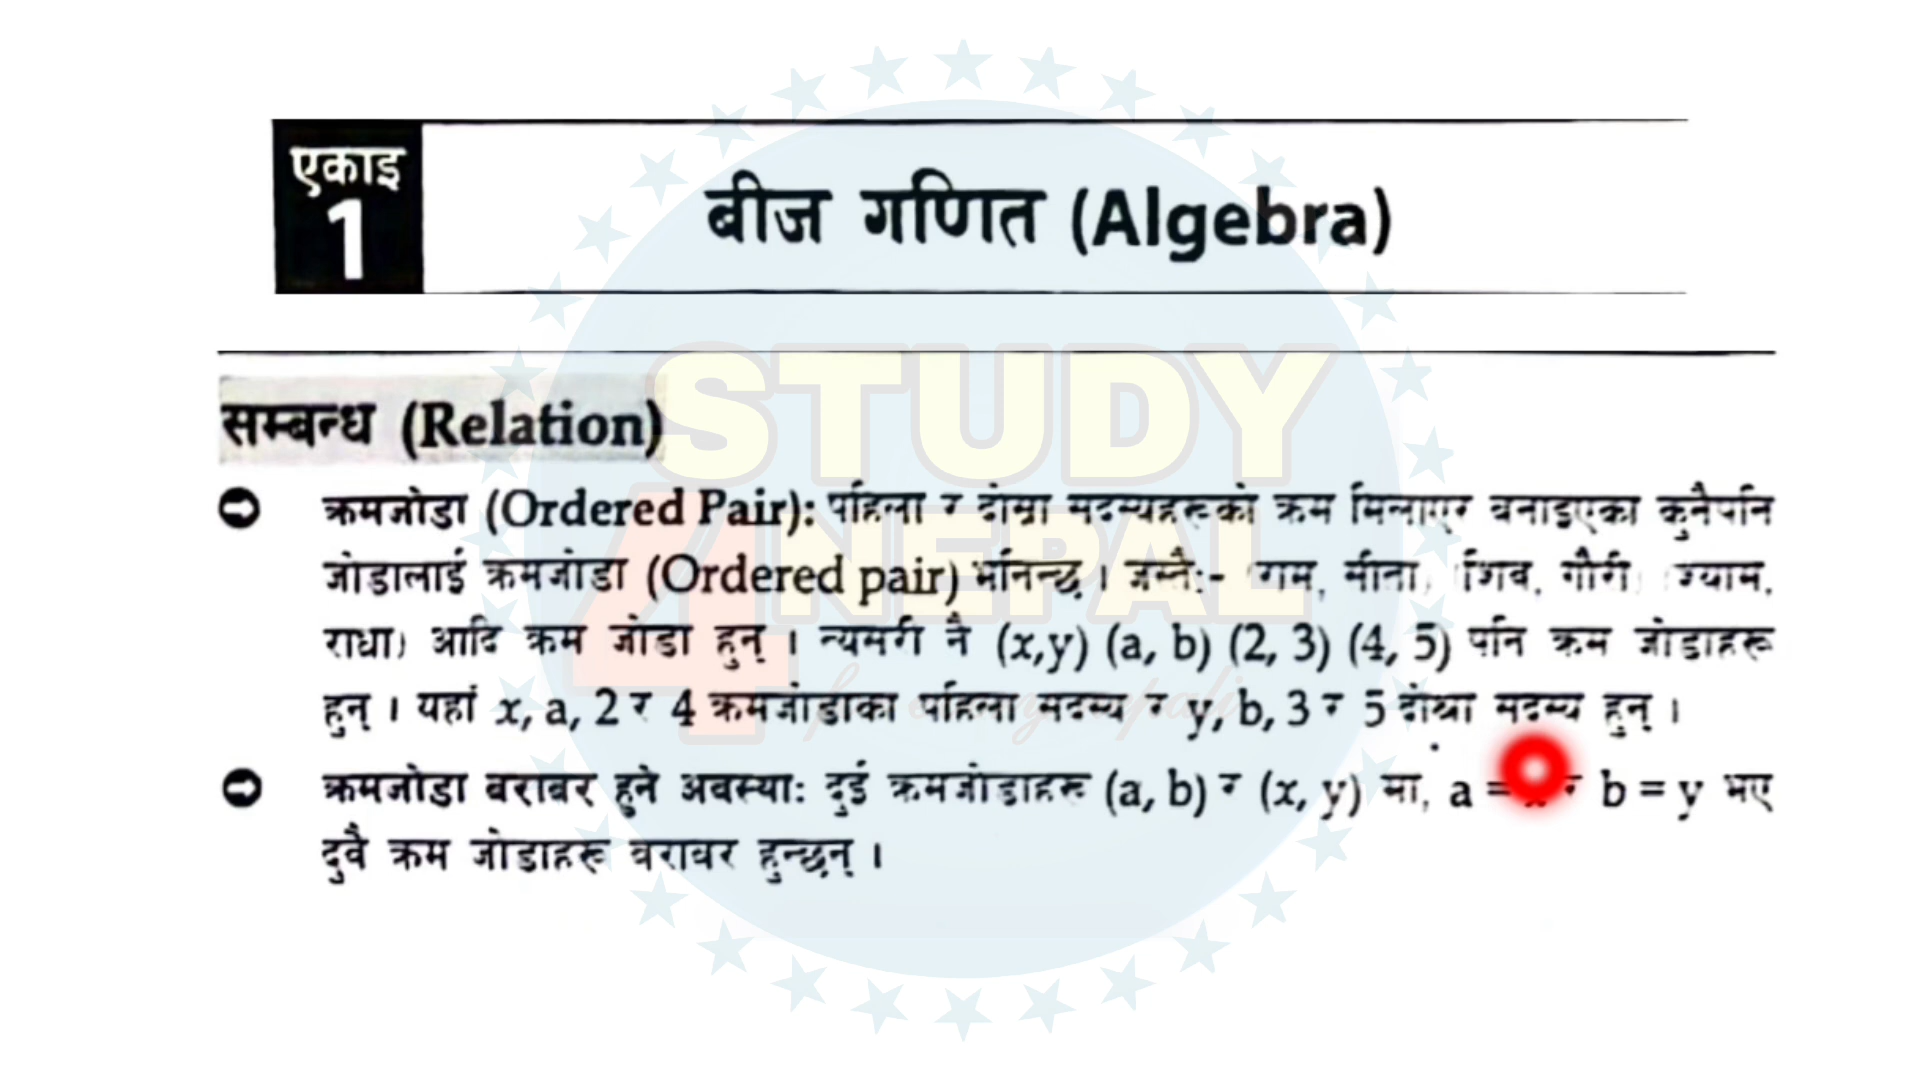 एकाइ
1
बीज गणित (Algebra)
सम्बन्ध (Relation)
STUDY
4
NEPAL
क्रमजोडा (Ordered Pair): पहिला र दोस्रा सदस्यहरूको क्रम मिलाएर बनाइएका कुनैपनि
जोडालाई क्रमजोडा (Ordered pair) भनिन्छ । जस्तै:- राम, सीता) शिव, गौरी) श्याम,
राधा) आदि क्रम जोडा हुन् । त्यसरी नै (x,y) (a, b) (2, 3) (4, 5) पनि क्रम जोडाहरू
हुन् । यहाँ x, a, 2 र 4 क्रमजोडाका पहिला सदस्य र y, b, 3 र 5 दोश्रा सदस्य हुन् ।
क्रमजोडा बराबर हुने अवस्था: दुई क्रमजोडाहरू (a, b) र (x, y) मा, a = र b = y भए
दुवै क्रम जोडाहरू बराबर हुन्छन् ।